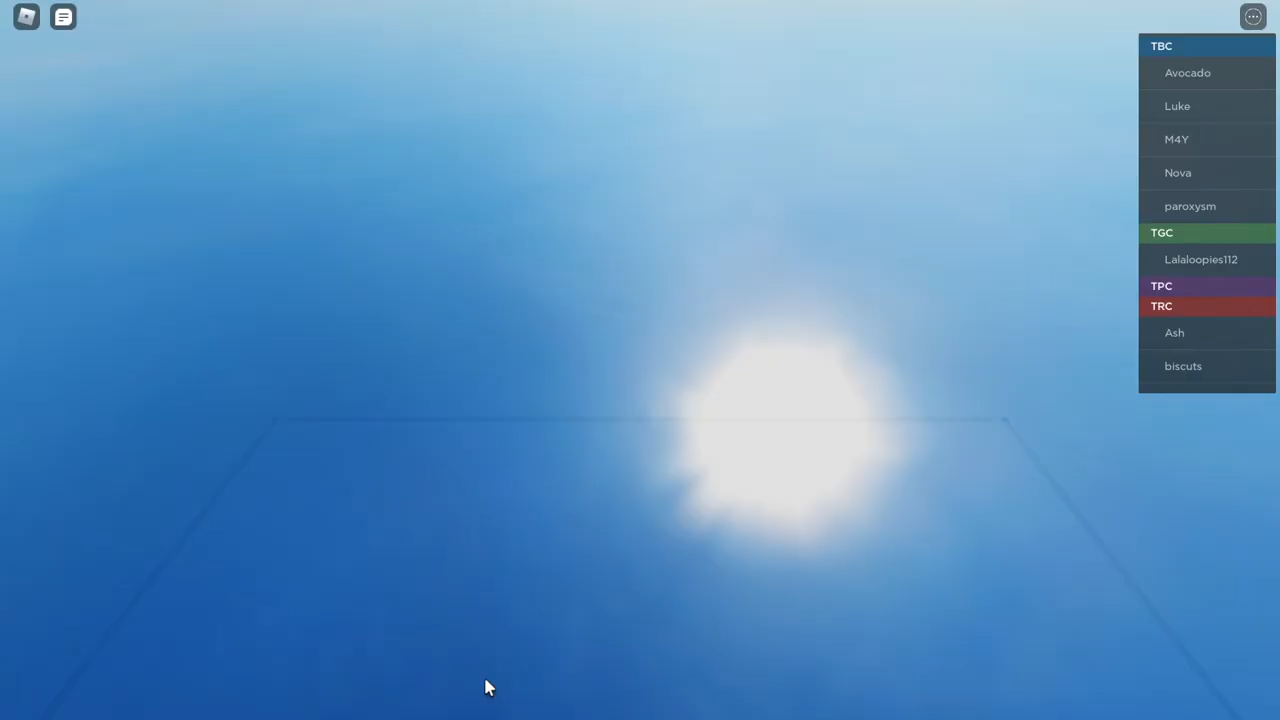 TBC
Avocado
Luke
M4Y
Nova
paroxysm
TGC
Lalaloopies112
TPC
TRC
Ash
biscuts